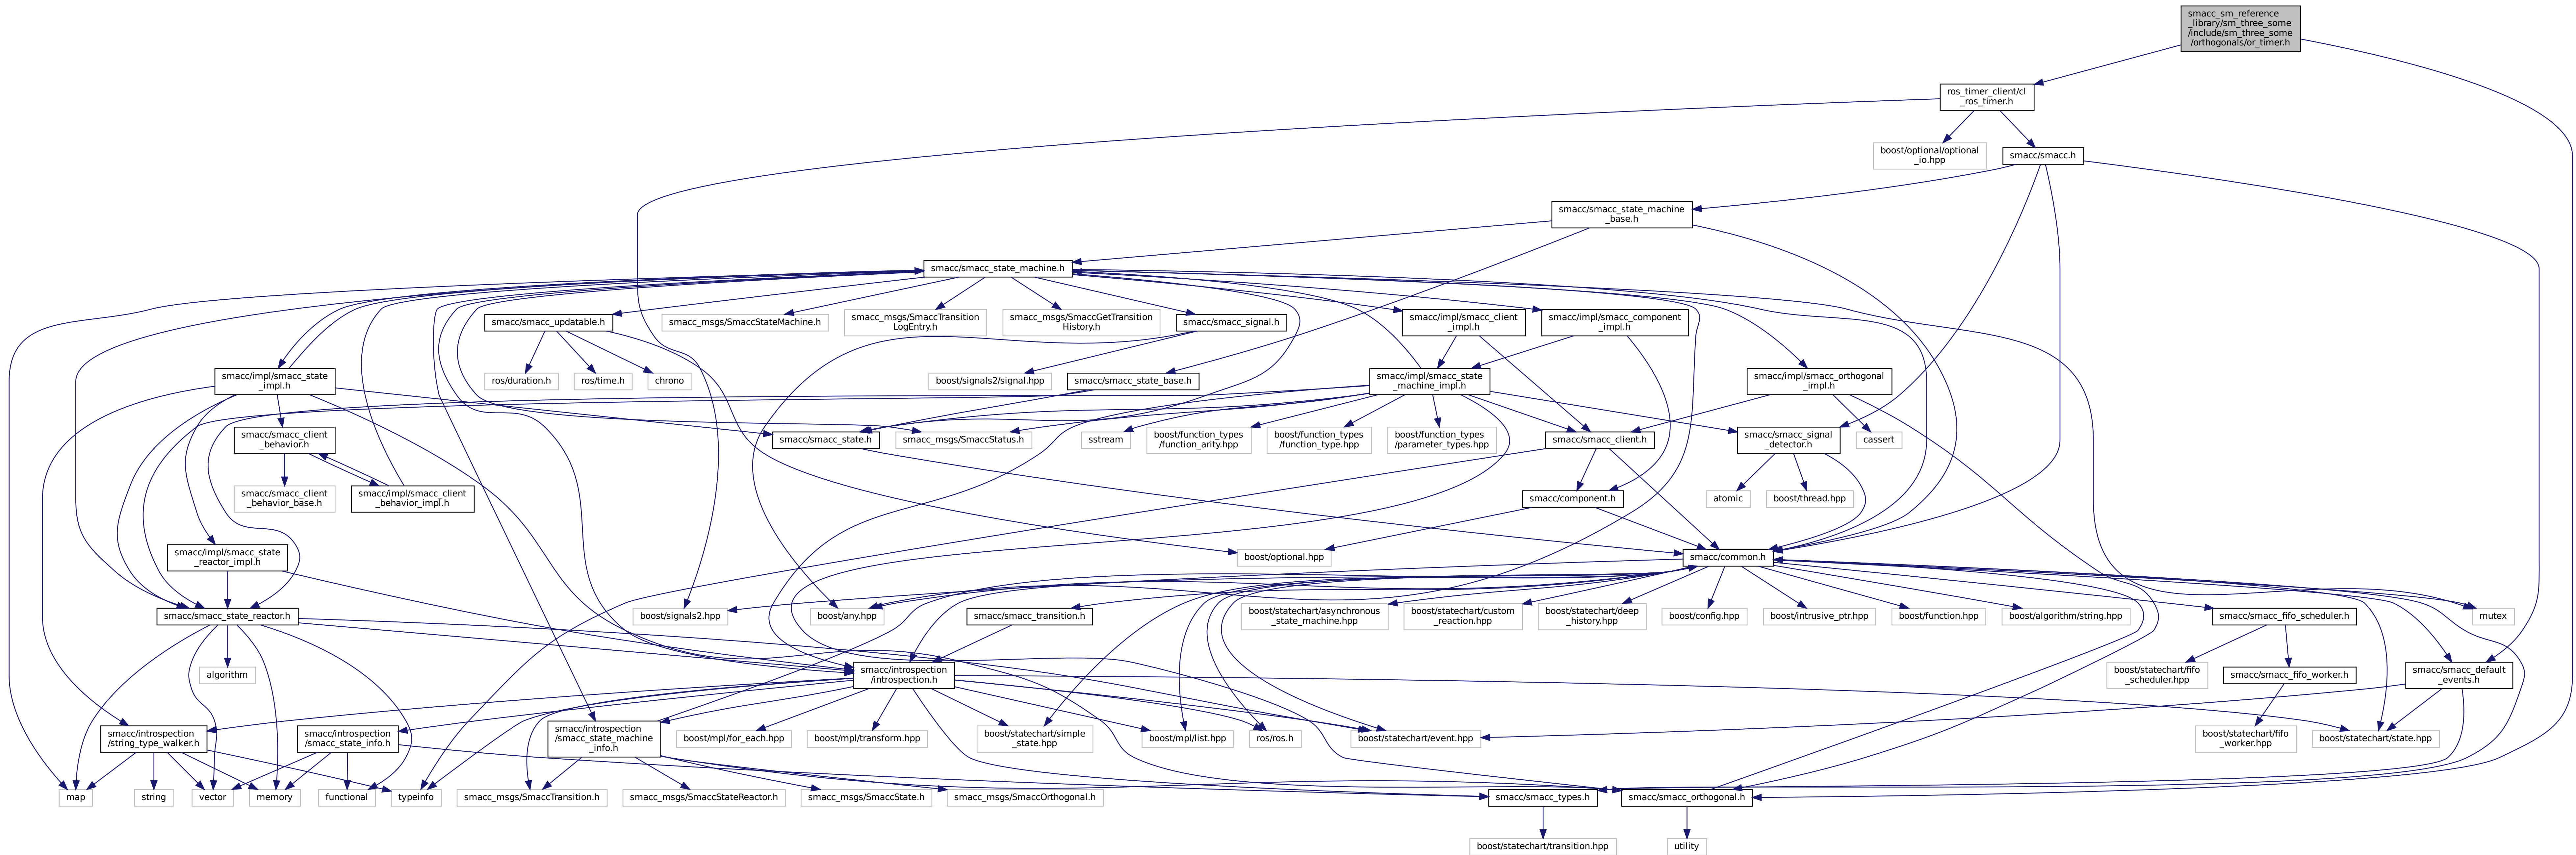 smacc_sm_reference
_library/sm_three_some
/include/sm_three_some
/orthogonals/or_timer.h
ros_timer_client/cl
_ros_timer.h
boost/optional/optional
_io.hpp
smacc/smacc.h
smacc/smacc_state_machine
_base.h
smacc/smacc_state_machine.h
smacc/smacc_updatable.h
smacc_msgs/SmaccStateMachine.h
smacc_msgs/SmaccTransition
LogEntry.h
smacc_msgs/SmaccGetTransition
History.h
smacc/smacc_signal.h
smacc/impl/smacc_client
_impl.h
smacc/impl/smacc_component
_impl.h
smacc/impl/smacc_state
_impl.h
ros/duration.h
ros/time.h
chrono
boost/signals2/signal.hpp
smacc/smacc_state_base.h
smacc/impl/smacc_state
_machine_impl.h
smacc/impl/smacc_orthogonal
_impl.h
smacc/smacc_client
_behavior.h
smacc/smacc_state.h
smacc_msgs/SmaccStatus.h
sstream
boost/function_types
/function_arity.hpp
boost/function_types
/function_type.hpp
boost/function_types
/parameter_types.hpp
smacc/smacc_client.h
smacc/smacc_signal
_detector.h
cassert
smacc/smacc_client
_behavior_base.h
smacc/impl/smacc_client
_behavior_impl.h
smacc/component.h
atomic
boost/thread.hpp
smacc/impl/smacc_state
_reactor_impl.h
boost/optional.hpp
smacc/common.h
smacc/smacc_state_reactor.h
boost/signals2.hpp
boost/any.hpp
smacc/smacc_transition.h
boost/statechart/asynchronous
_state_machine.hpp
boost/statechart/custom
_reaction.hpp
boost/statechart/deep
_history.hpp
boost/config.hpp
boost/intrusive_ptr.hpp
boost/function.hpp
boost/algorithm/string.hpp
smacc/smacc_fifo_scheduler.h
mutex
algorithm
smacc/introspection
/introspection.h
boost/statechart/fifo
_scheduler.hpp
smacc/smacc_fifo_worker.h
smacc/smacc_default
_events.h
smacc/introspection
/string_type_walker.h
smacc/introspection
/smacc_state_info.h
smacc/introspection
/smacc_state_machine
_info.h
boost/mpl/for_each.hpp
boost/mpl/transform.hpp
boost/statechart/simple
_state.hpp
boost/mpl/list.hpp
ros/ros.h
boost/statechart/event.hpp
boost/statechart/fifo
_worker.hpp
boost/statechart/state.hpp
map
string
vector
memory
functional
typeinfo
smacc_msgs/SmaccTransition.h
smacc_msgs/SmaccStateReactor.h
smacc_msgs/SmaccState.h
smacc_msgs/SmaccOrthogonal.h
smacc/smacc_types.h
smacc/smacc_orthogonal.h
boost/statechart/transition.hpp
utility